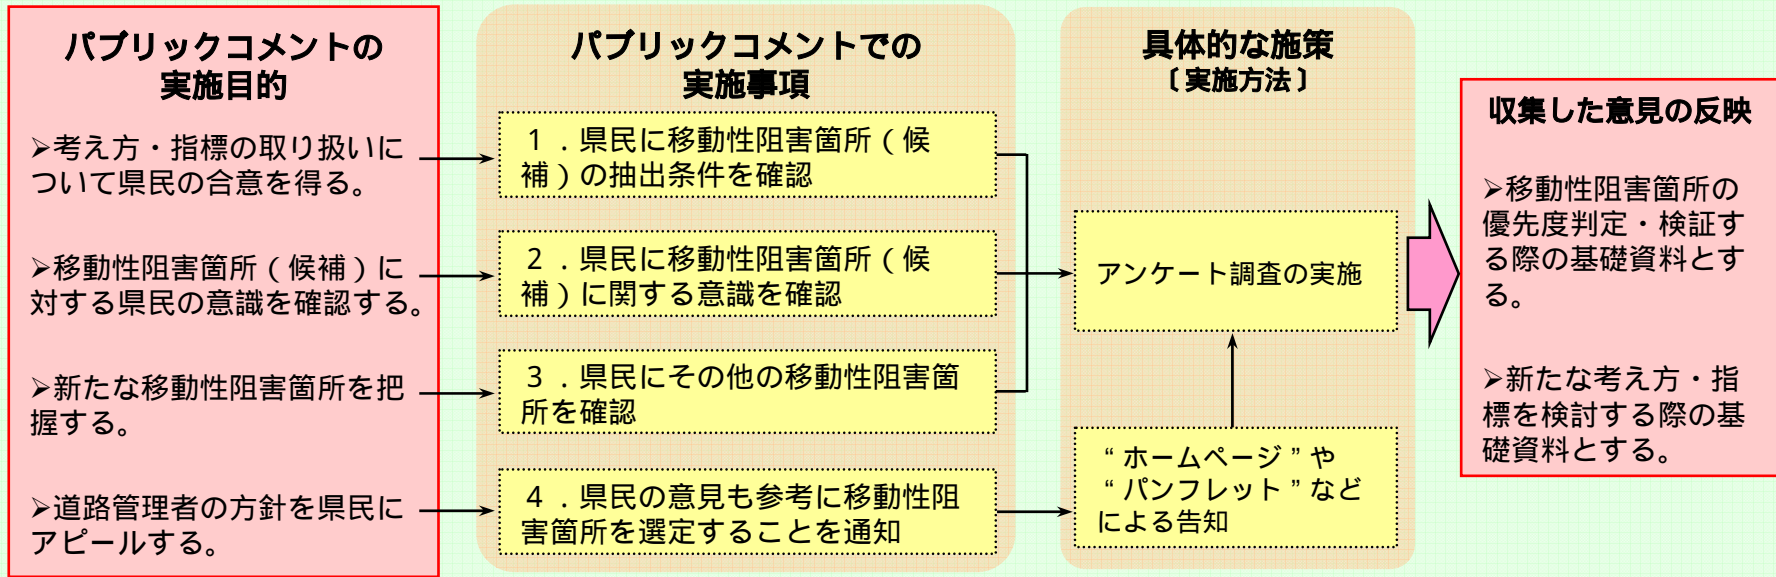 パブリックコメントの
実施目的
➢考え方・指標の取り扱いに
ついて県民の合意を得る。
➢移動性阻害箇所（候補）に
対する県民の意識を確認する。
➢新たな移動性阻害箇所を把
握する。
➢道路管理者の方針を県民に
アピールする。
パブリックコメントでの
実施事項
１．県民に移動性阻害箇所（候
補）の抽出条件を確認
２．県民に移動性阻害箇所（候
補）に関する意識を確認
３．県民にその他の移動性阻害箇
所を確認
４．県民の意見も参考に移動性阻
害箇所を選定することを通知
具体的な施策
〔実施方法〕
アンケート調査の実施
“ホームページ”や
“パンフレット”など
による告知
収集した意見の反映
➢移動性阻害箇所の
優先度判定・検証す
る際の基礎資料とす
る。
➢新たな考え方・指
標を検討する際の基
礎資料とする。